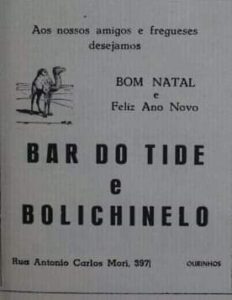 Aos nossos amigos e fregueses
desejamos
BOM NATAL
e
Feliz Ano Novo
BAR DO TIDE
e
BOLICHINELO
Rua Antonio Carlos Mori, 397
OURINHOS